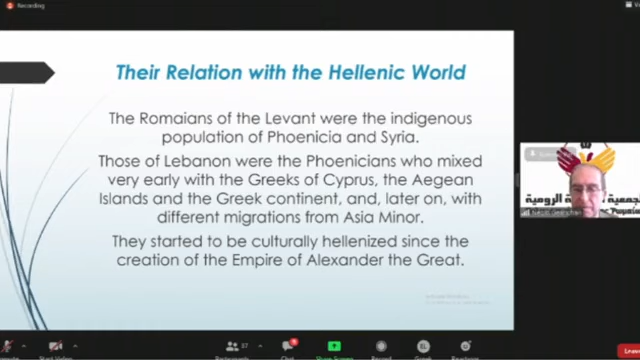 Recording
Their Relation with the Hellenic World
The Romaians of the Levant were the indigenous
population of Phoenicia and Syria.
Those of Lebanon were the Phoenicians who mixed
very early with the Greeks of Cyprus, the Aegean
Islands and the Greek continent, and, later on, with
different migrations from Asia Minor.
They started to be culturally hellenized since the
creation of the Empire of Alexander the Great.
الرومية
Start Video
Participants
37
Chat
Share Screen
Record
Greek
Reactions